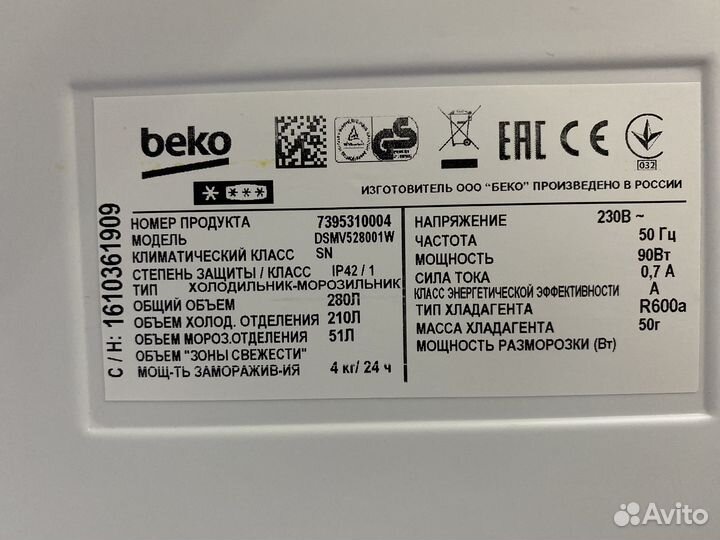 beko
EAC CE
032
ИЗГОТОВИТЕЛЬ ООО "БЕКО" ПРОИЗВЕДЕНО В РОССИИ
С / Н: 1610361909
НОМЕР ПРОДУКТА 7395310004
МОДЕЛЬ DSMV528001W
КЛИМАТИЧЕСКИЙ КЛАСС SN
СТЕПЕНЬ ЗАЩИТЫ / КЛАСС IP42 / 1
ТИП ХОЛОДИЛЬНИК-МОРОЗИЛЬНИК
ОБЩИЙ ОБЪЕМ 280Л
ОБЪЕМ ХОЛОД. ОТДЕЛЕНИЯ 210Л
ОБЪЕМ МОРОЗ.ОТДЕЛЕНИЯ 51Л
ОБЪЕМ "ЗОНЫ СВЕЖЕСТИ"
МОЩ-ТЬ ЗАМОРАЖИВ-ИЯ 4 кг/ 24 ч
НАПРЯЖЕНИЕ 230В ~
ЧАСТОТА 50 Гц
МОЩНОСТЬ 90Вт
СИЛА ТОКА 0,7 А
КЛАСС ЭНЕРГЕТИЧЕСКОЙ ЭФФЕКТИВНОСТИ А
ТИП ХЛАДАГЕНТА R600a
МАССА ХЛАДАГЕНТА 50г
МОЩНОСТЬ РАЗМОРОЗКИ (Вт)
Avito